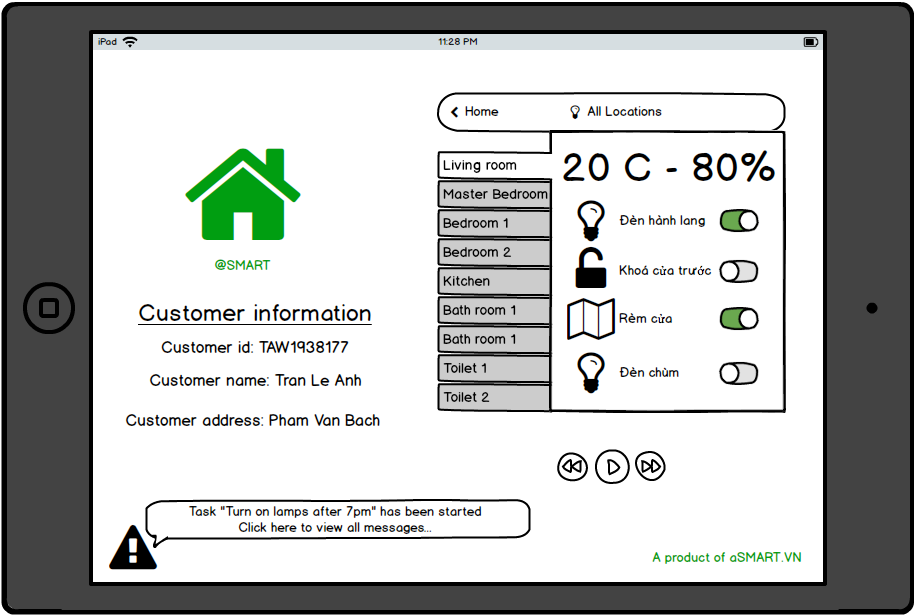 iPad
11:28 PM
Home
All Locations
@SMART
Customer information
Customer id: TAW1938177
Customer name: Tran Le Anh
Customer address: Pham Van Bach
Living room
Master Bedroom
Bedroom 1
Bedroom 2
Kitchen
Bath room 1
Bath room 1
Toilet 1
Toilet 2
20 C - 80%
Đèn hành lang
Khoá cửa trước
Rèm cửa
Đèn chùm
Task "Turn on lamps after 7pm" has been started
Click here to view all messages...
A product of aSMART.VN